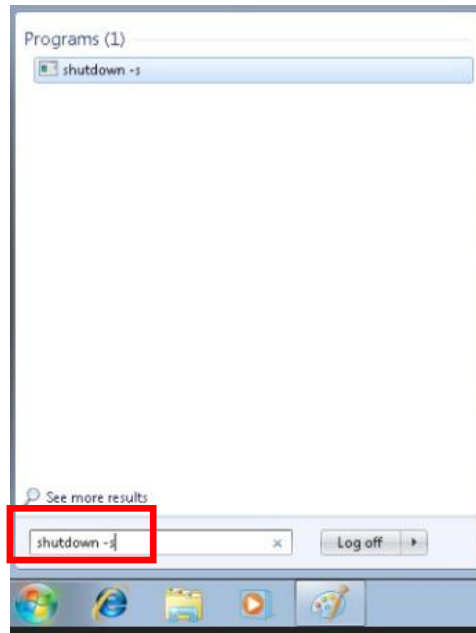 Programs (1)
shutdown -s
See more results
shutdown -s
Log off